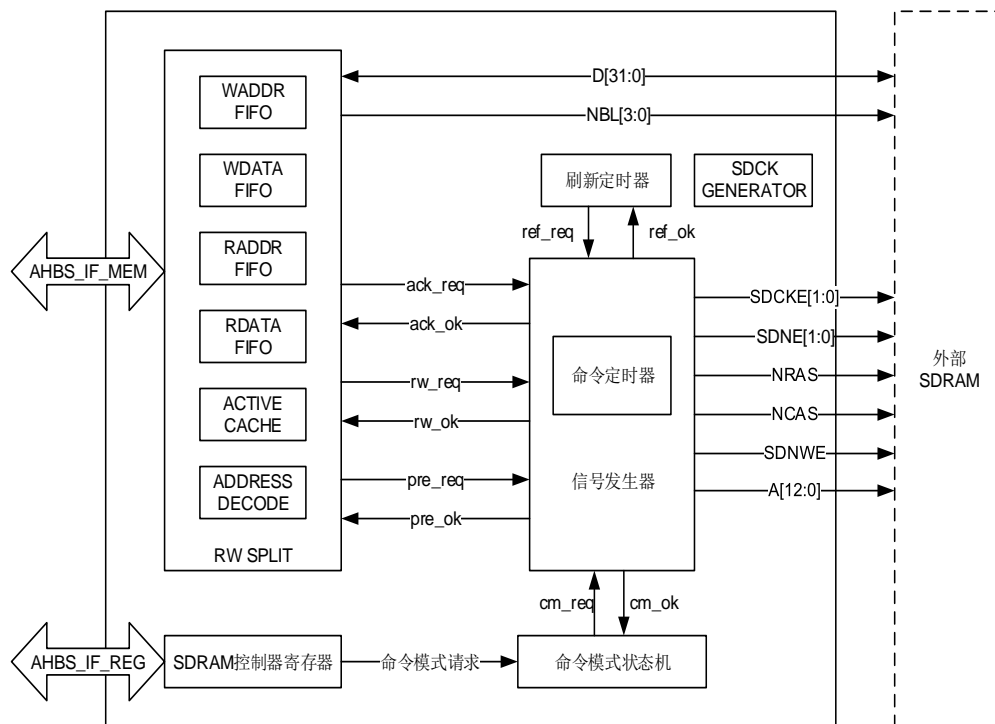 D[31:0]
NBL[3:0]
WADDR
FIFO
WDATA
FIFO
RADDR
FIFO
RDATA
FIFO
ACTIVE
CACHE
ADDRESS
DECODE
RW SPLIT
AHBS_IF_MEM
刷新定时器
SDCK
GENERATOR
ref_req
ref_ok
ack_req
ack_ok
rw_req
rw_ok
pre_req
pre_ok
命令定时器
信号发生器
SDCKE[1:0]
SDNE[1:0]
NRAS
NCAS
SDNWE
A[12:0]
外部
SDRAM
cm_req
cm_ok
AHBS_IF_REG
SDRAM控制器寄存器
命令模式请求
命令模式状态机